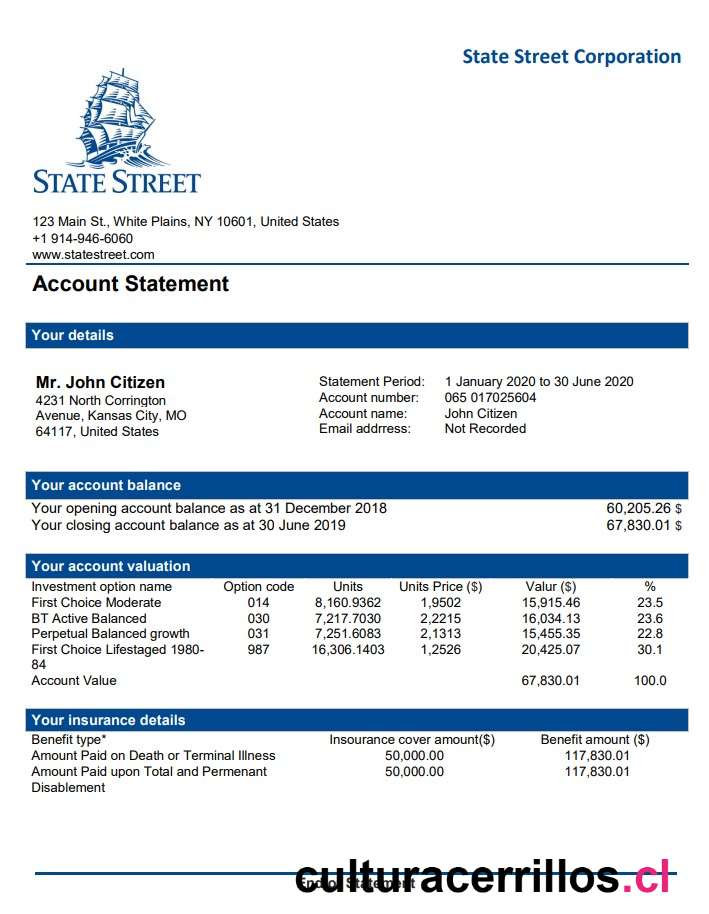 State Street Corporation
STATE STREET
123 Main St., White Plains, NY 10601, United States
+1 914-946-6060
www.statestreet.com
Account Statement
Your details
Mr. John Citizen
4231 North Corrington
Avenue, Kansas City, MO
64117, United States
Statement Period: 1 January 2020 to 30 June 2020
Account number: 065 017025604
Account name: John Citizen
Email adrress: Not Recorded
Your account balance
Your opening account balance as at 31 December 2018 60,205.26 $
Your closing account balance as at 30 June 2019 67,830.01 $
Your account valuation
Investment option name Option code Units Units Price ($) Valur ($) %
First Choice Moderate 014 8,160.9362 1,9502 15,915.46 23.5
BT Active Balanced 030 7,217.7030 2,2215 16,034.13 23.6
Perpetual Balanced growth 031 7,251.6083 2,1313 15,455.35 22.8
First Choice Lifestaged 1980- 987 16,306.1403 1,2526 20,425.07 30.1
84
Account Value 67,830.01 100.0
Your insurance details
Benefit type* Insourance cover amount($) Benefit amount ($)
Amount Paid on Death or Terminal Illness 50,000.00 117,830.01
Amount Paid upon Total and Permenant 50,000.00 117,830.01
Disablement
End of Statement
culturacerrillos.cl